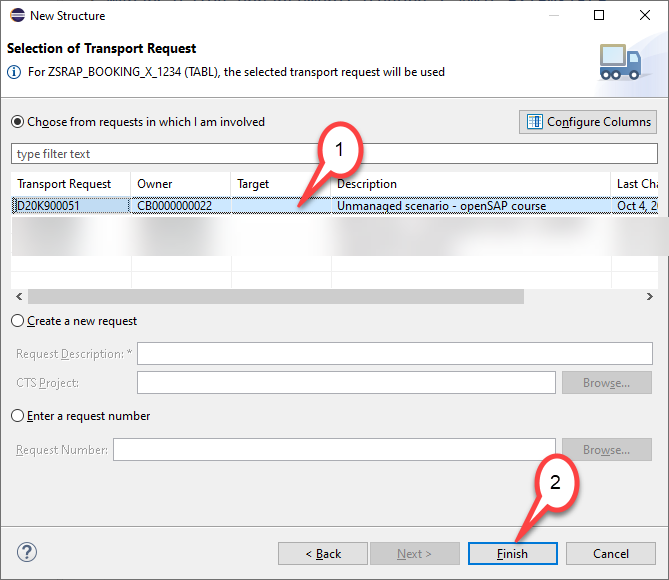 New Structure
Selection of Transport Request
For ZSRAP_BOOKING_X_1234 (TABL), the selected transport request will be used
Choose from requests in which I am involved
Configure Columns
type filter text
1
Transport Request Owner Target Description Last Cha
D20K900051 CB0000000022 Unmanaged scenario - openSAP course Oct 4, 20
Create a new request
Request Description: *
CTS Project:
Browse...
Enter a request number
Request Number:
Browse...
2
?
< Back Next > Finish Cancel